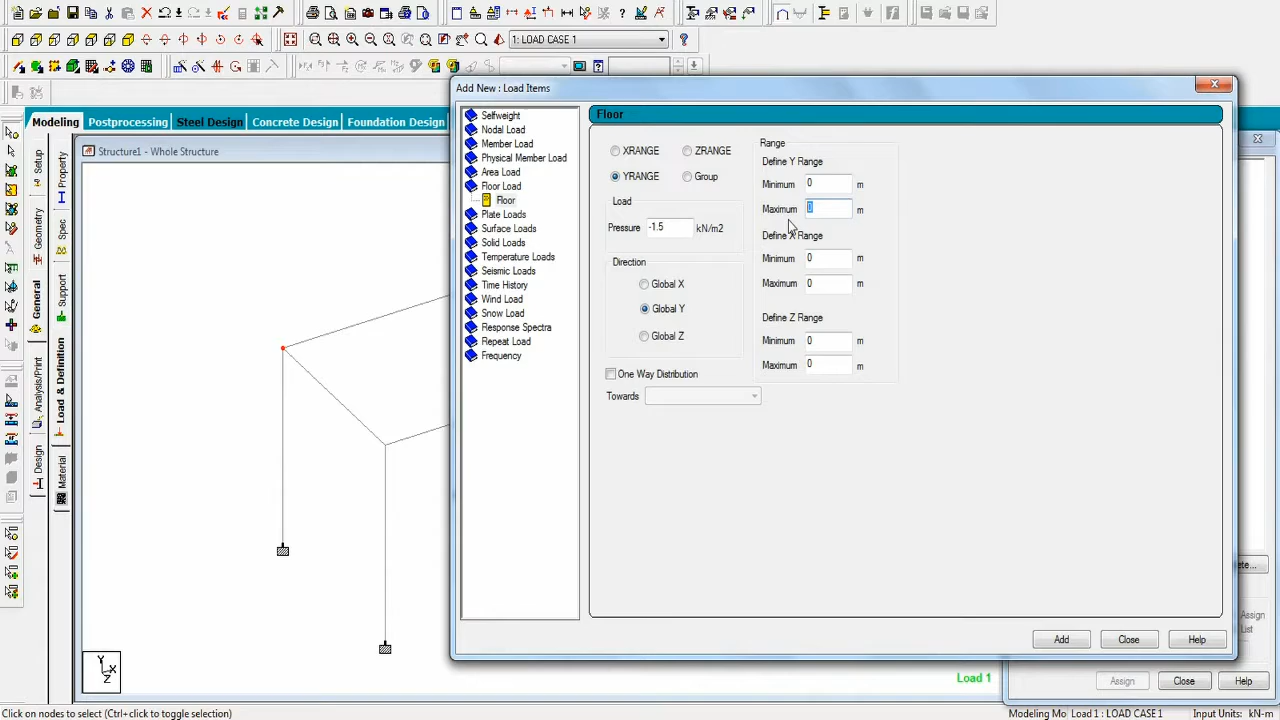 1: LOAD CASE 1
Add New : Load Items
Modeling
Postprocessing
Steel Design
Concrete Design
Foundation Design
Structure1 - Whole Structure
Setup
Geometry
General
Analysis/Print
Design
Property
Spec
Support
Load & Definition
Material
Selfweight
Nodal Load
Member Load
Physical Member Load
Area Load
Floor Load
Floor
Plate Loads
Surface Loads
Solid Loads
Temperature Loads
Seismic Loads
Time History
Wind Load
Snow Load
Response Spectra
Repeat Load
Frequency
Floor
XRANGE ZRANGE
YRANGE Group
Load
Pressure -1.5 kN/m2
Direction
Global X
Global Y
Global Z
One Way Distribution
Towards
Range
Define Y Range
Minimum 0 m
Maximum 0 m
Define X Range
Minimum 0 m
Maximum 0 m
Define Z Range
Minimum 0 m
Maximum 0 m
Add Close Help
Y
X
Z
Load 1
Assign
List
Assign Close Help
Click on nodes to select (Ctrl+click to toggle selection)
Modeling Mo Load 1 : LOAD CASE 1 Input Units: kN-m